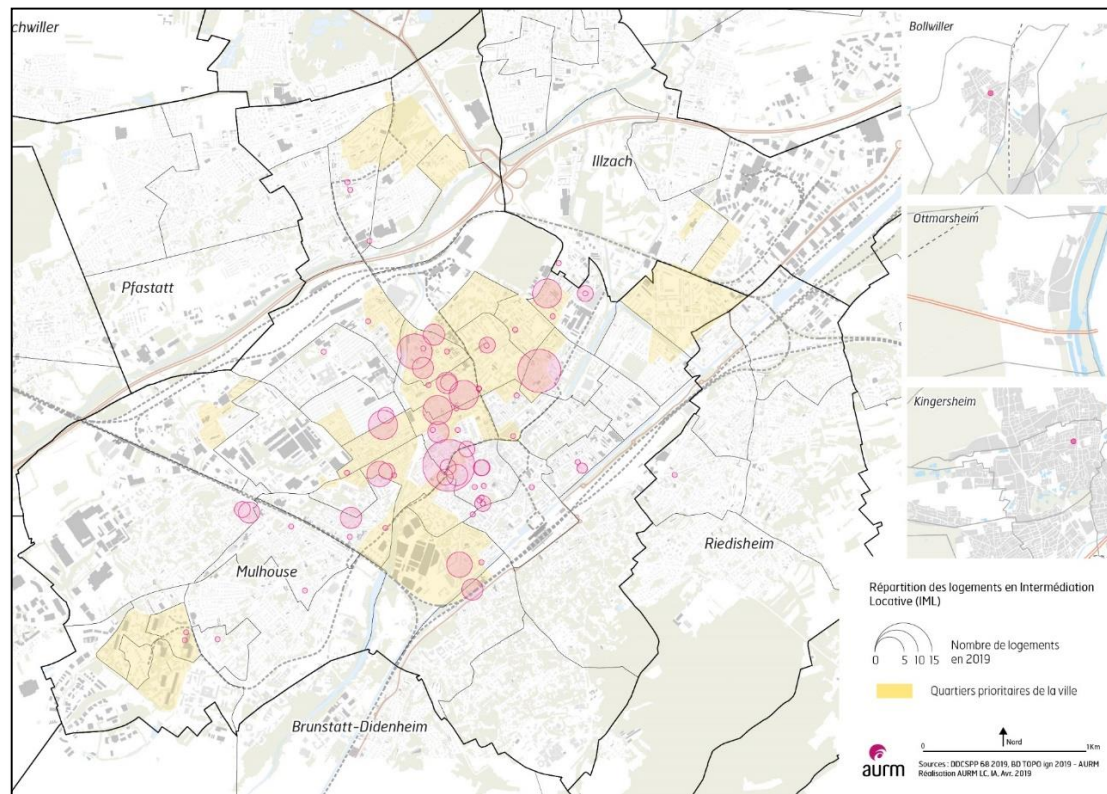 chwiller
Illzach
Pfastatt
Riedisheim
Mulhouse
Brunstatt-Didenheim
Bollwiller
Ottmarsheim
Kingersheim
Répartition des logements en Intermédiation
Locative (IML)
0 5 10 15
Nombre de logements
en 2019
Quartiers prioritaires de la ville
Nord
0 1Km
aurm
Sources : DDCSPP 68 2019, BD TOPO ign 2019 - AURM
Réalisation AURM LC, IA, Avr. 2019